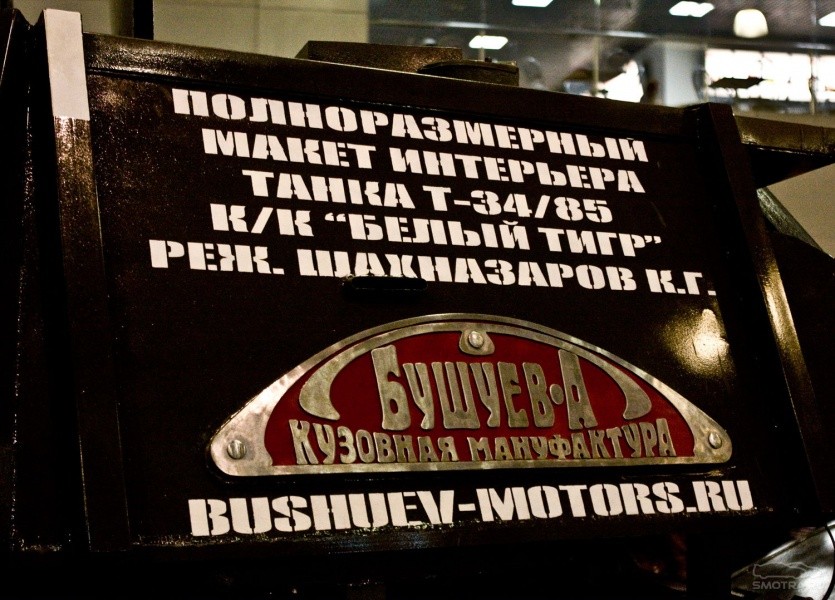 ПОЛНОРАЗМЕРНЫЙ
МАКЕТ ИНТЕРЬЕРА
ТАНКА Т-34/85
К/К “БЕЛЫЙ ТИГР”
РЕЖ. ШАХНАЗАРОВ К.Г.
БУШУЕВ•А
КУЗОВНАЯ МАНУФАКТУРА
BUSHUEV-MOTORS.RU